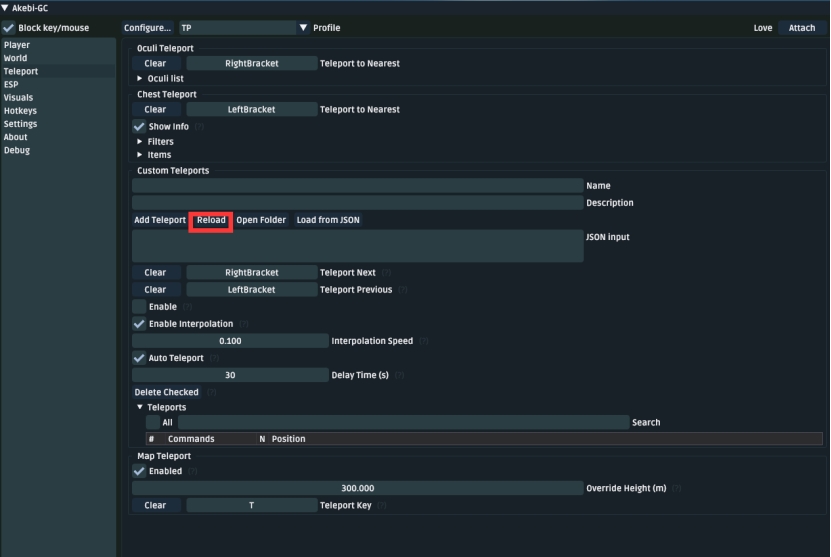 ▼ Akebi-GC
Block key/mouse
Configure... TP ▼ Profile Love Attach
Player
World
Teleport
ESP
Visuals
Hotkeys
Settings
About
Debug
Oculi Teleport
Clear RightBracket Teleport to Nearest
► Oculi list
Chest Teleport
Clear LeftBracket Teleport to Nearest
Show Info (?)
► Filters
► Items
Custom Teleports
Name
Description
Add Teleport Reload Open Folder Load from JSON
JSON input
Clear RightBracket Teleport Next (?)
Clear LeftBracket Teleport Previous (?)
Enable (?)
Enable Interpolation (?)
0.100 Interpolation Speed (?)
Auto Teleport (?)
30 Delay Time (s) (?)
Delete Checked (?)
▼ Teleports
All Search
# Commands N Position
Map Teleport
Enabled (?)
300.000 Override Height (m) (?)
Clear T Teleport Key (?)